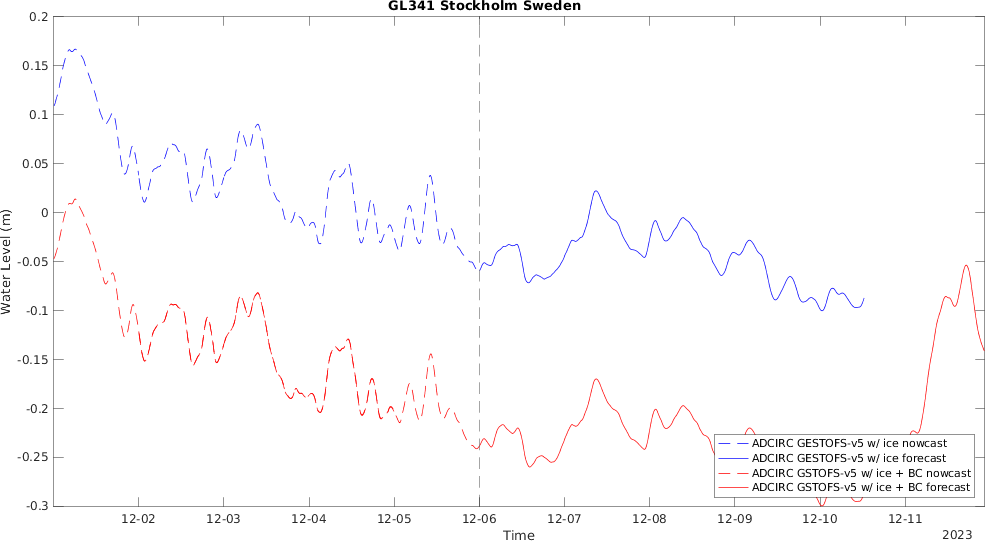 GL341 Stockholm Sweden
0.2
0.15
0.1
0.05
0
-0.05
-0.1
-0.15
-0.2
-0.25
-0.3
Water Level (m)
ADCIRC GESTOFS-v5 w/ ice nowcast
ADCIRC GESTOFS-v5 w/ ice forecast
ADCIRC GSTOFS-v5 w/ ice + BC nowcast
ADCIRC GSTOFS-v5 w/ ice + BC forecast
12-02 12-03 12-04 12-05 12-06 12-07 12-08 12-09 12-10 12-11
Time
2023